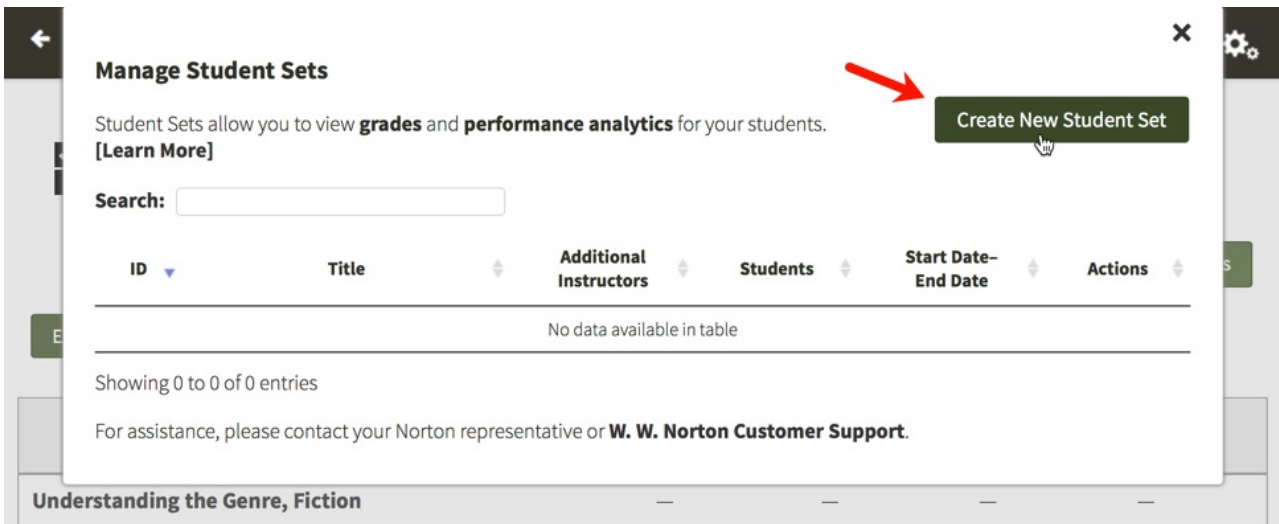 Manage Student Sets
Student Sets allow you to view grades and performance analytics for your students.
[Learn More]
Create New Student Set
Search:
ID
Title
Additional
Instructors
Students
Start Date–
End Date
Actions
No data available in table
Showing 0 to 0 of 0 entries
For assistance, please contact your Norton representative or W. W. Norton Customer Support.
Understanding the Genre, Fiction
— — — —